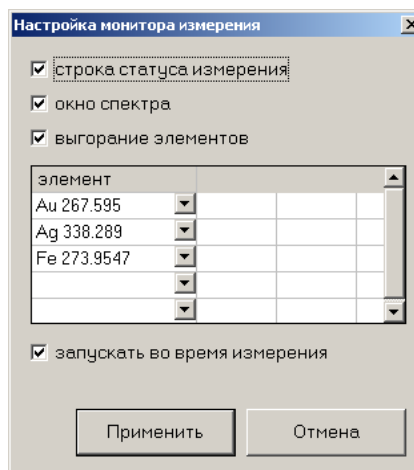 Настройка монитора измерения
строка статуса измерения
окно спектра
выгорание элементов
элемент
Au 267.595
Ag 338.289
Fe 273.9547
запускать во время измерения
Применить Отмена